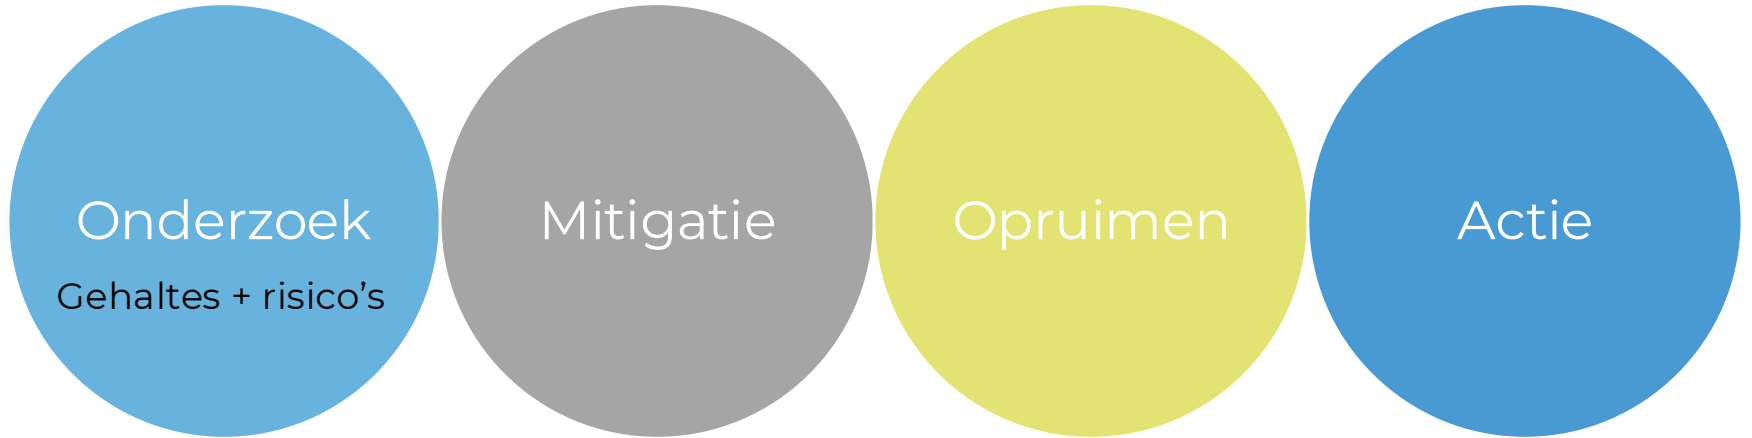 Onderzoek
Gehaltes + risico’s
Mitigatie
Opruimen
Actie